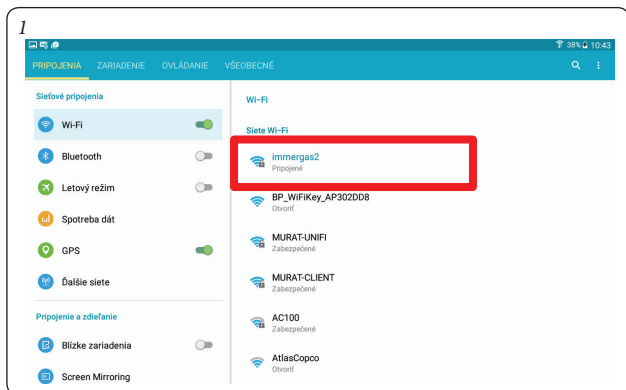 1
38% 10:43
PRIPOJENIA ZARIADENIE OVLÁDANIE VŠEOBECNÉ
Sieťové pripojenia
Wi-Fi
Bluetooth
Letový režim
Spotreba dát
GPS
Ďalšie siete
Pripojenie a zdieľanie
Blízke zariadenia
Screen Mirroring
Wi-Fi
Siete Wi-Fi
immergas2
Pripojené
BP_WiFiKey_AP302DD8
Otvoriť
MURAT-UNIFI
Zabezpečené
MURAT-CLIENT
Zabezpečené
AC100
Zabezpečené
AtlasCopco
Otvoriť